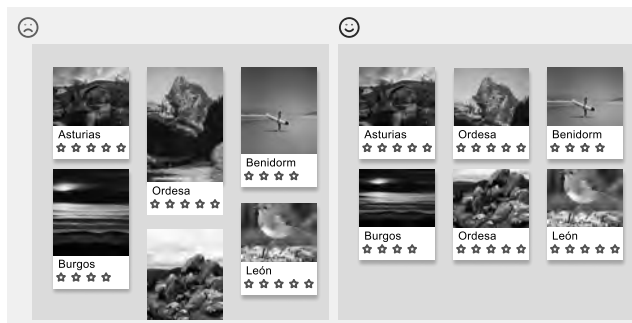 Asturias
Ordesa
Benidorm
Burgos
León
Asturias
Ordesa
Benidorm
Burgos
Ordesa
León